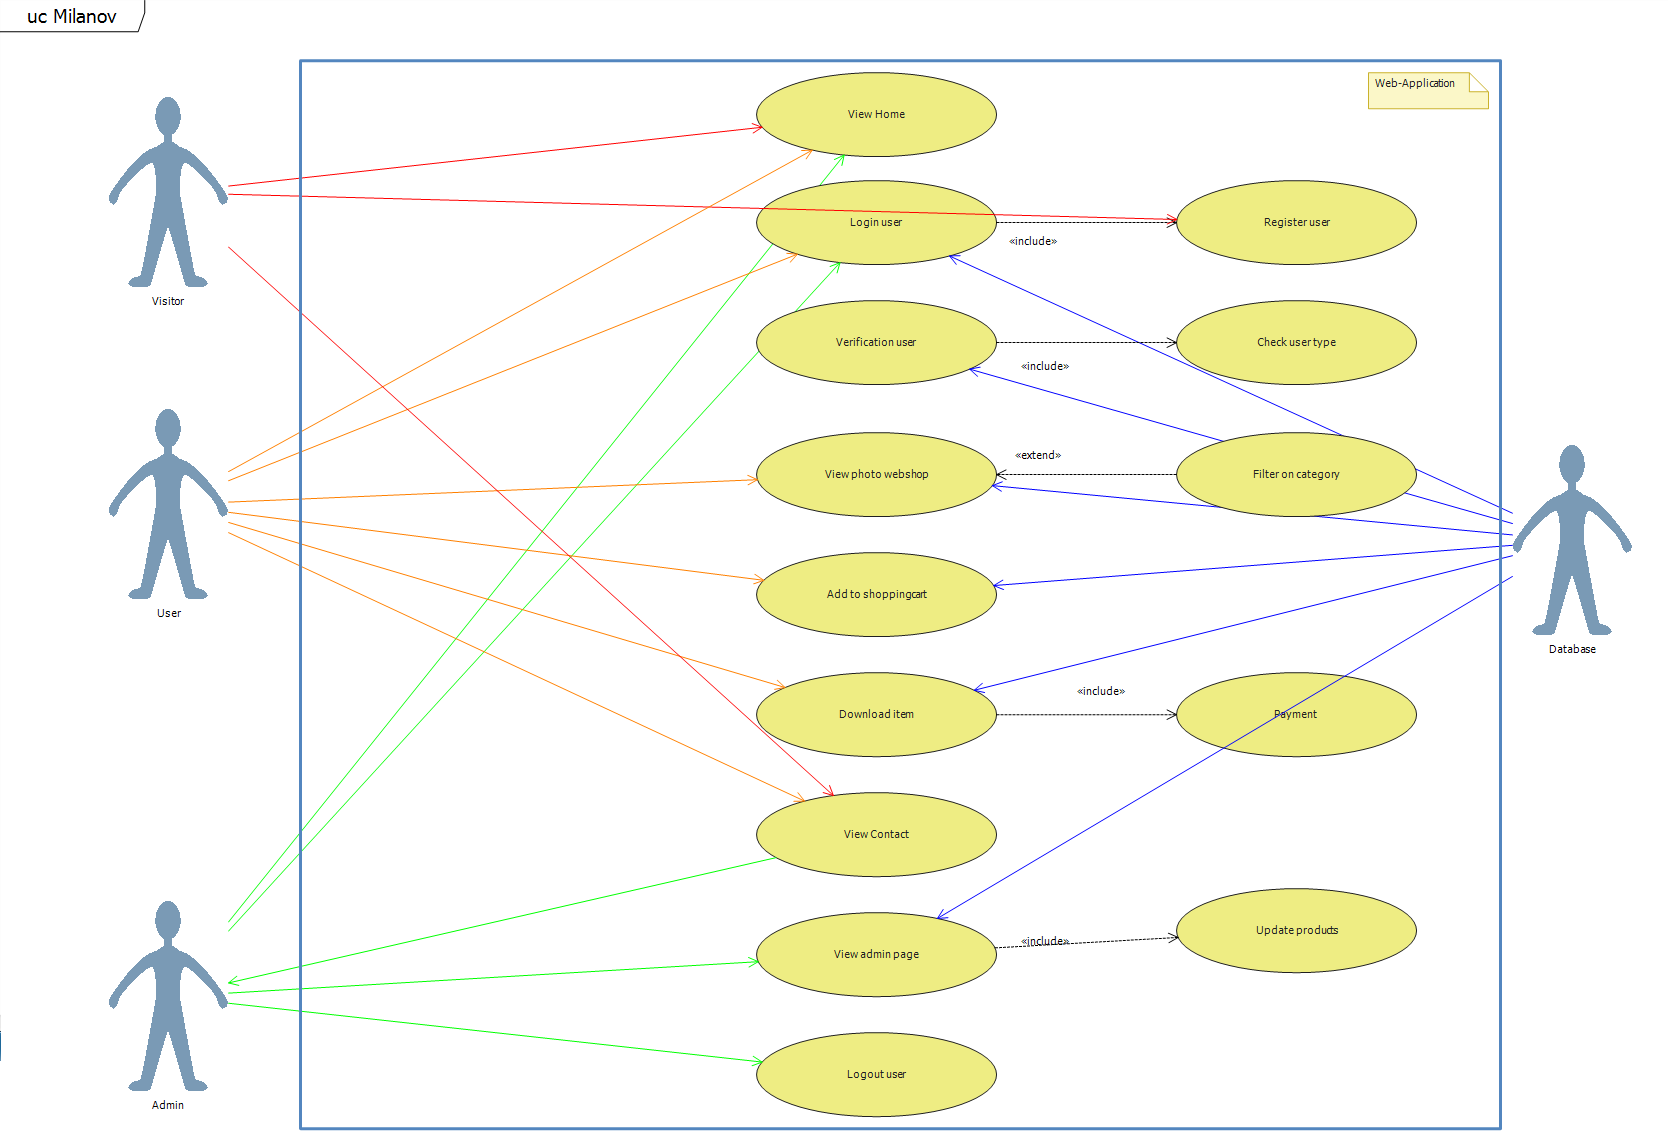 uc Milanov
Web-Application
View Home
Login user
Register user
«include»
Visitor
Verification user
Check user type
«include»
«extend»
View photo webshop
Filter on category
Add to shoppingcart
User
Database
«include»
Download item
Payment
View Contact
Update products
«include»
View admin page
Logout user
Admin